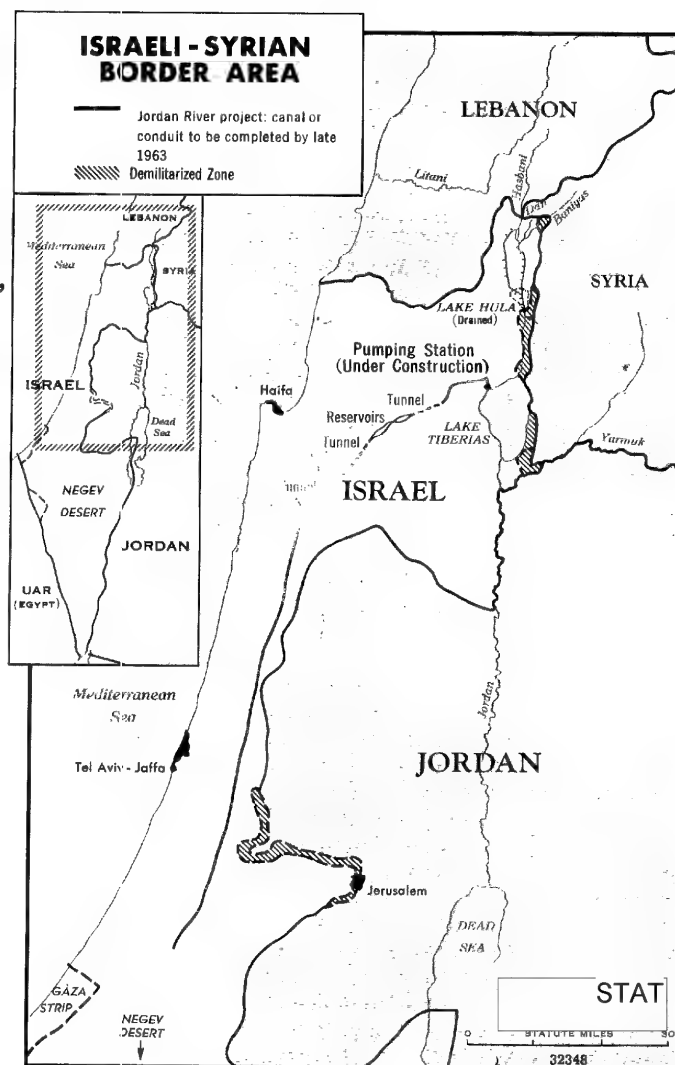 ISRAELI-SYRIAN
BORDER AREA
Jordan River project: canal or
conduit to be completed by late
1963
Demilitarized Zone
LEBANON
Mediterranean
Sea
SYRIA
Jordan
ISRAEL
Dead
Sea
NEGEV
DESERT
JORDAN
UAR
(EGYPT)
LEBANON
Litani
Hasbani
Dan
Baniyas
SYRIA
LAKE HULA
(Drained)
Pumping Station
(Under Construction)
Haifa
Tunnel
Reservoirs
Tunnel
LAKE
TIBERIAS
Yarmuk
ISRAEL
Mediterranean
Sea
Jordan
Tel Aviv-Jaffa
JORDAN
Jerusalem
DEAD
SEA
GAZA
STRIP
NEGEV
DESERT
STAT
0 STATUTE MILES 30
32348